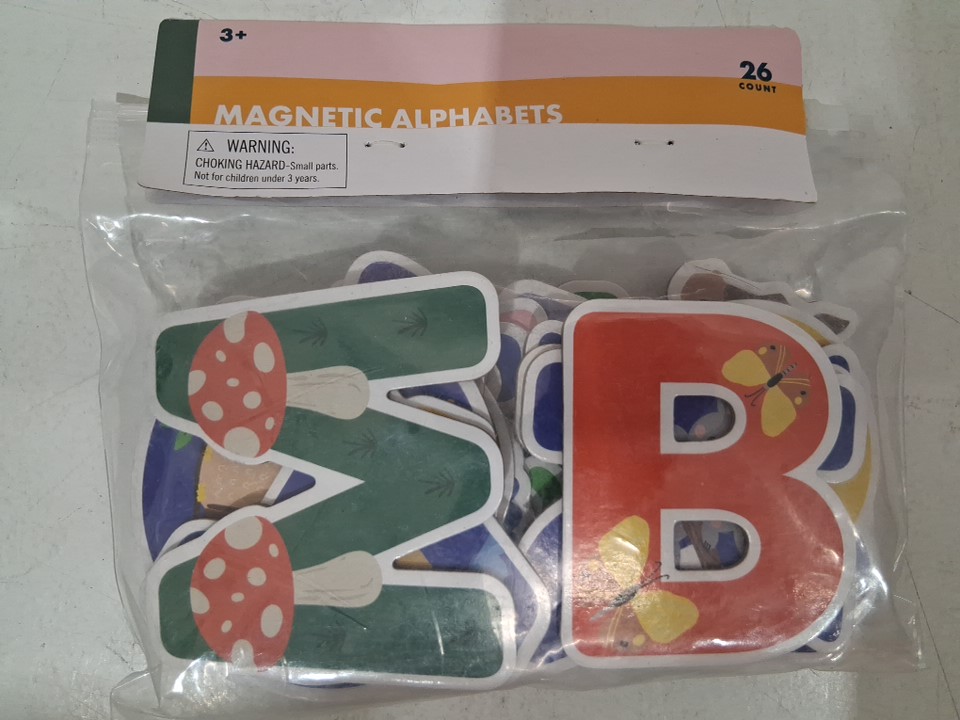 3+
26
COUNT
MAGNETIC ALPHABETS
WARNING:
CHOKING HAZARD-Small parts.
Not for children under 3 years.
M
B